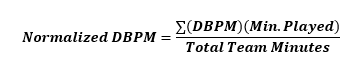 Normalized DBPM = ∑(DBPM)(Min. Played) / Total Team Minutes